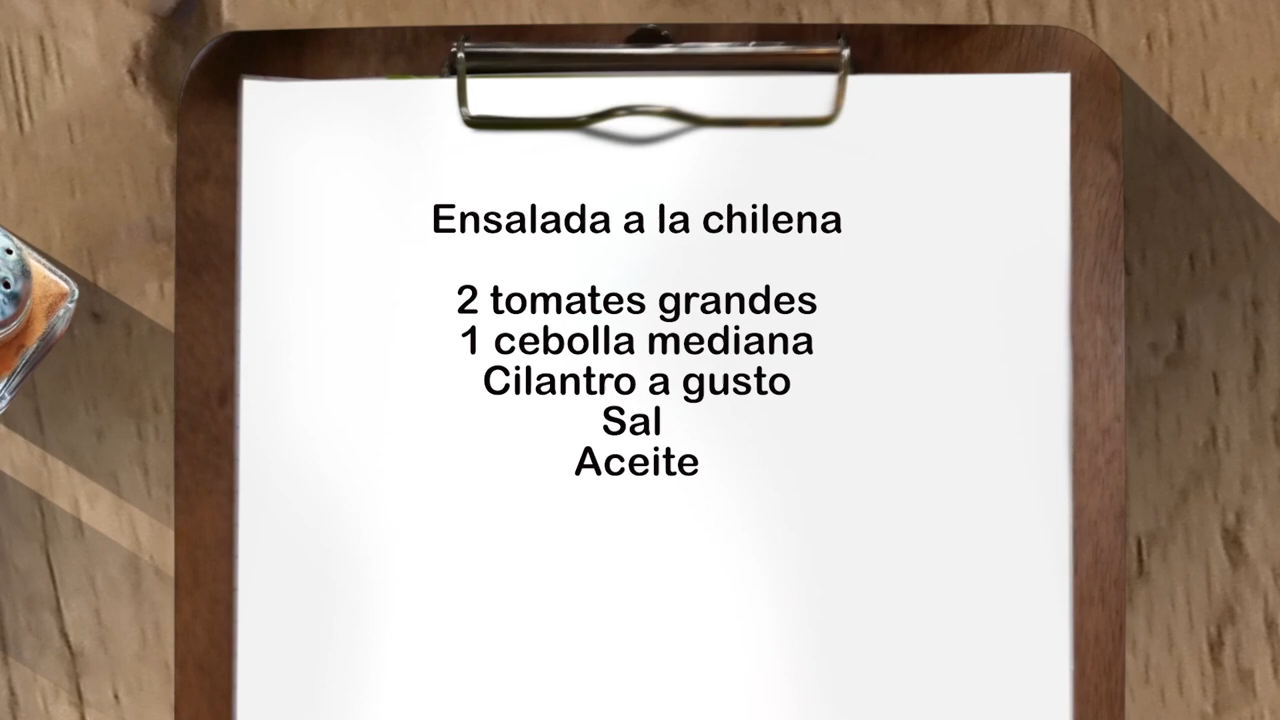 Ensalada a la chilena
2 tomates grandes
1 cebolla mediana
Cilantro a gusto
Sal
Aceite